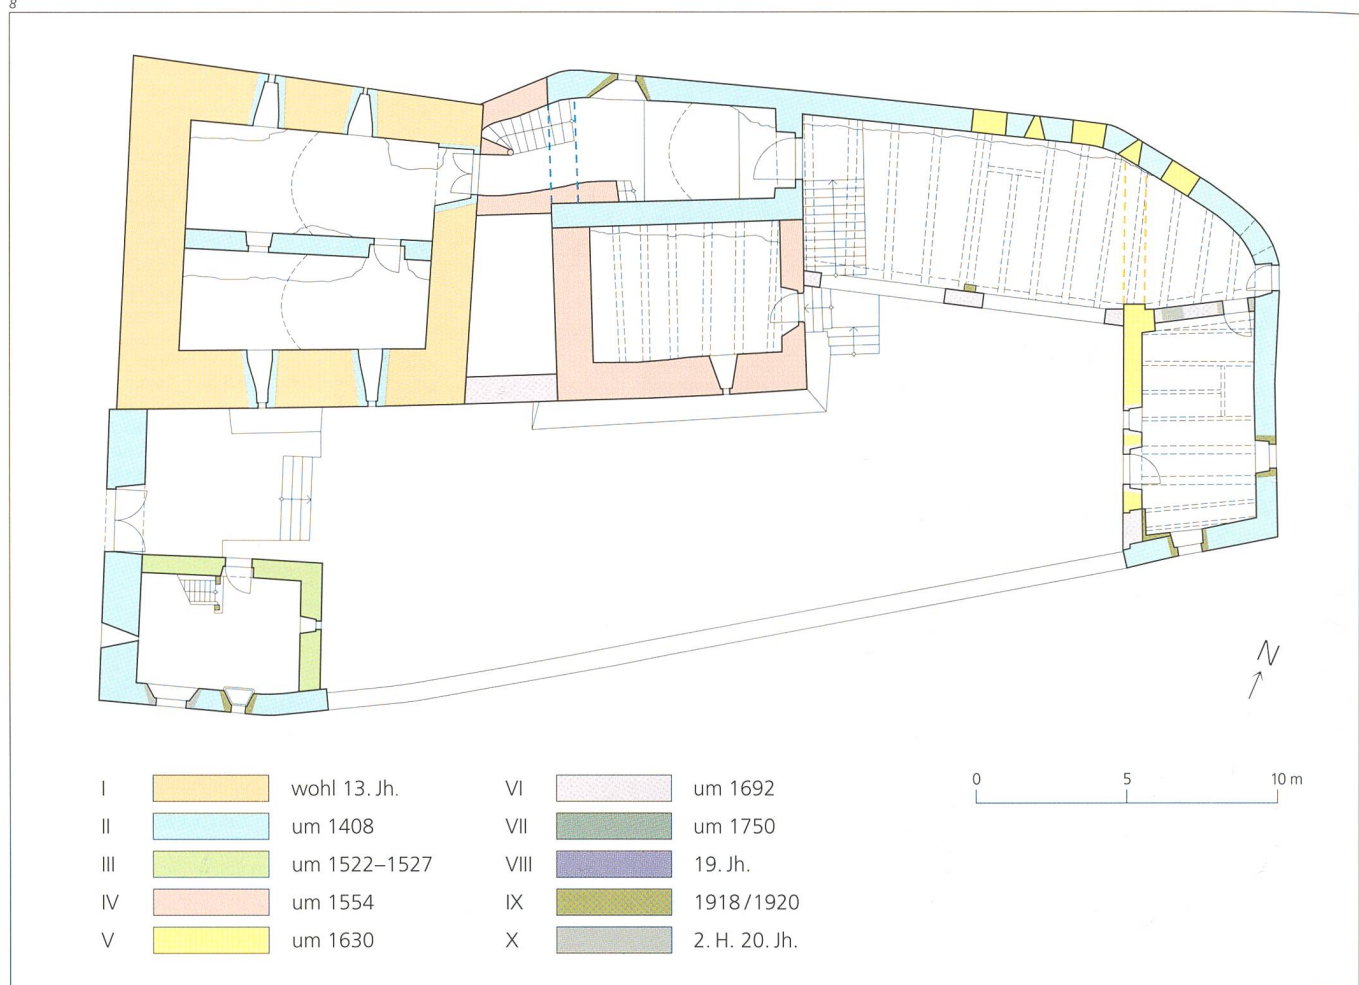 8
N
I wohl 13. Jh.
II um 1408
III um 1522–1527
IV um 1554
V um 1630
VI um 1692
VII um 1750
VIII 19. Jh.
IX 1918/1920
X 2. H. 20. Jh.
0 5 10 m